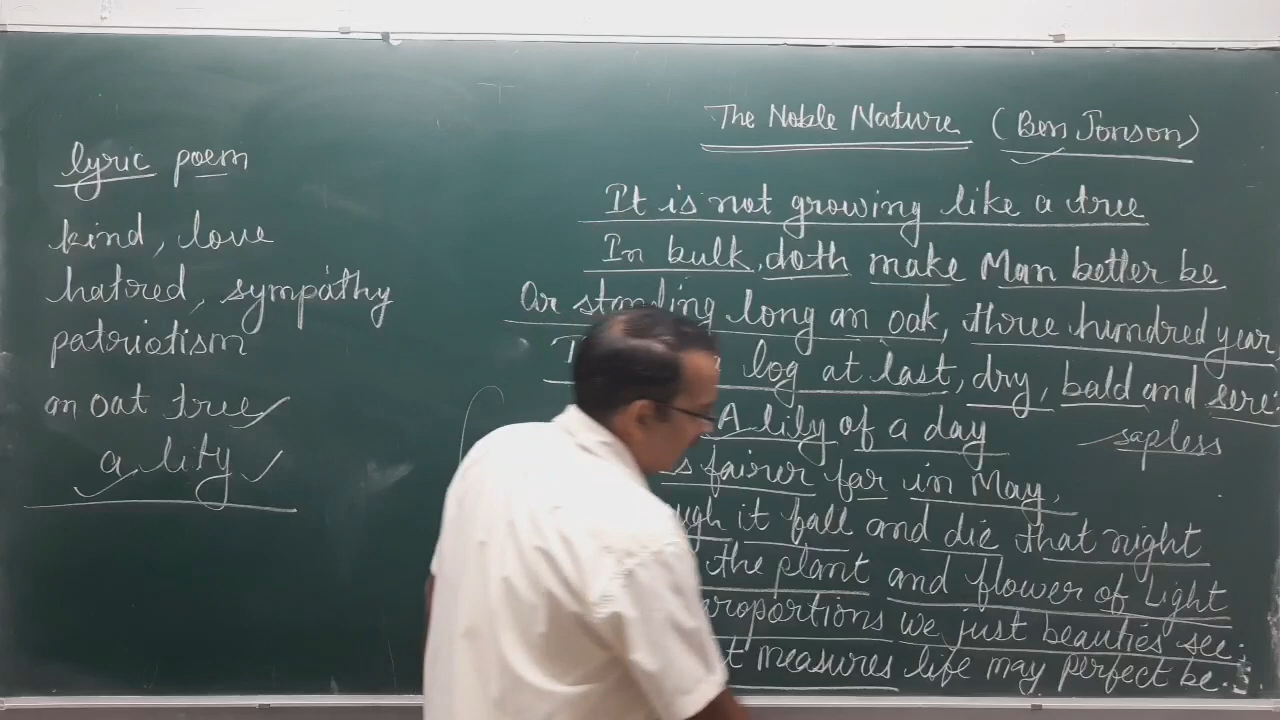 lyric poem
kind, love
hatred, sympathy
patriotism
an oat tree
a lity
The Noble Nature (Ben Jonson)
It is not growing like a tree
In bulk, doth make Man better be
Or standing long an oak, three hundred year
log at last, dry, bald and sere
A lily of a day
sapless
fairer far in May,
it fall and die that night
the plant and flower of Light
proportions we just beauties see.
measures life may perfect be.